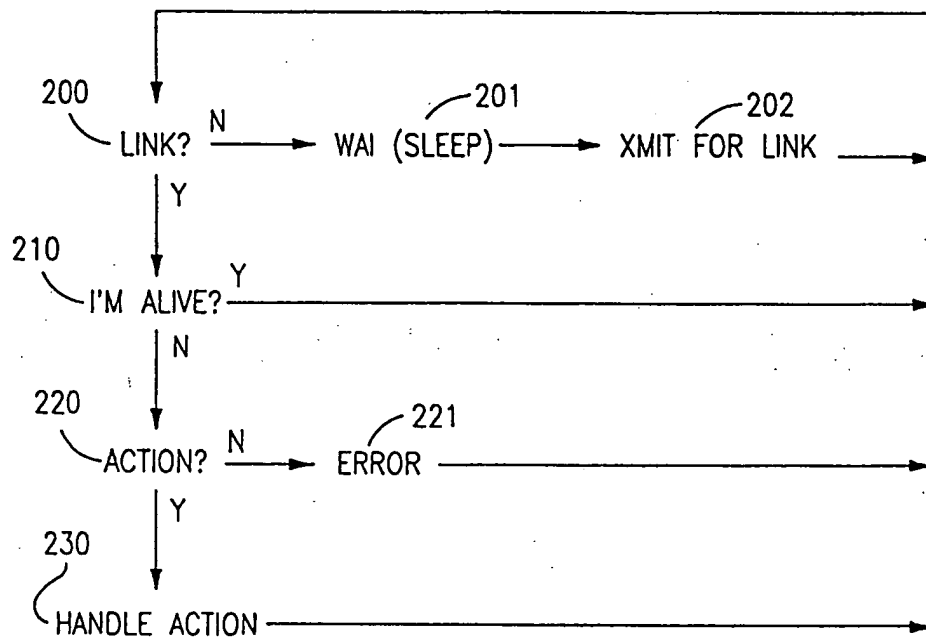 200
201
202
LINK?
N
WAI (SLEEP)
XMIT FOR LINK
Y
210
I'M ALIVE?
Y
N
220
221
ACTION?
N
ERROR
Y
230
HANDLE ACTION